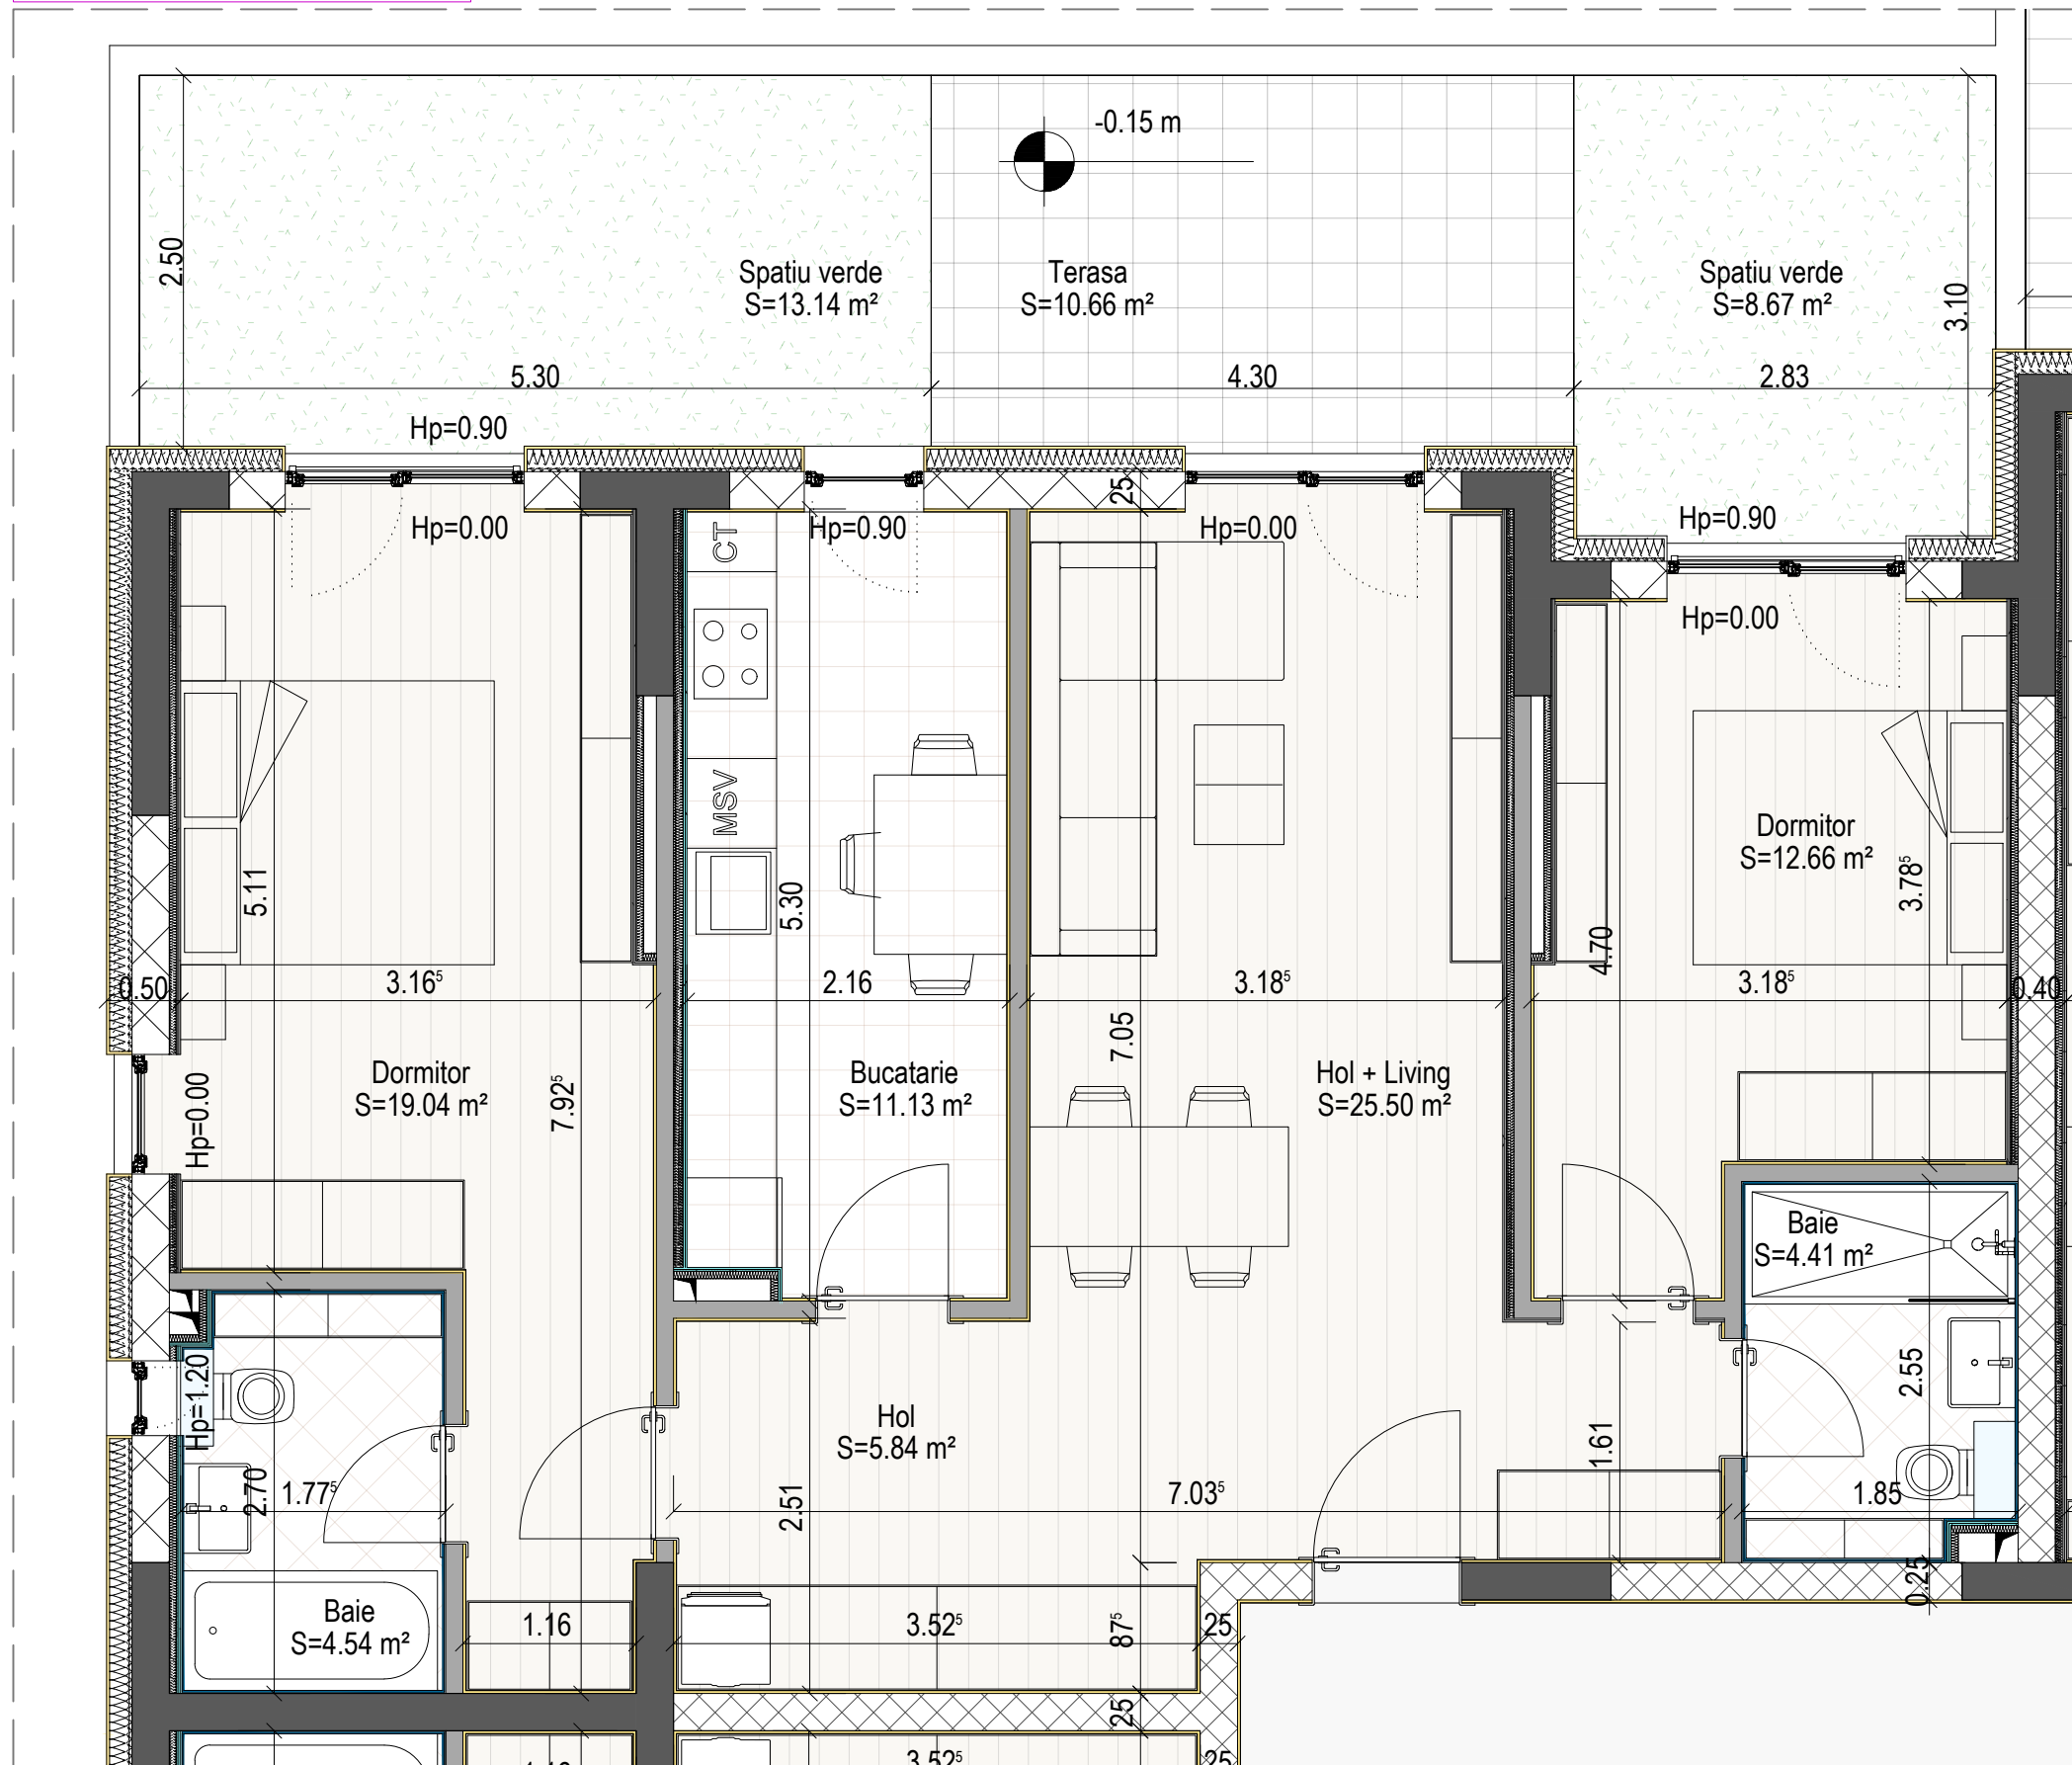 -0.15 m
2.50
Spatiu verde
S=13.14 m²
Terasa
S=10.66 m²
Spatiu verde
S=8.67 m²
3.10
5.30
4.30
2.83
Hp=0.90
25
Hp=0.00
CT
Hp=0.90
Hp=0.00
Hp=0.90
Hp=0.00
MSV
Dormitor
S=12.66 m²
5.11
5.30
3.78⁵
4.70
0.50
3.16⁵
2.16
3.18⁵
3.18⁵
0.40
7.05
Hp=0.00
Dormitor
S=19.04 m²
7.92⁵
Bucatarie
S=11.13 m²
Hol + Living
S=25.50 m²
Baie
S=4.41 m²
Hp=1.20
2.55
Hol
S=5.84 m²
1.61
2.70
1.77⁵
2.51
7.03⁵
1.85
0.25
Baie
S=4.54 m²
1.16
3.52⁵
87⁵
25
25
3.52⁵
25